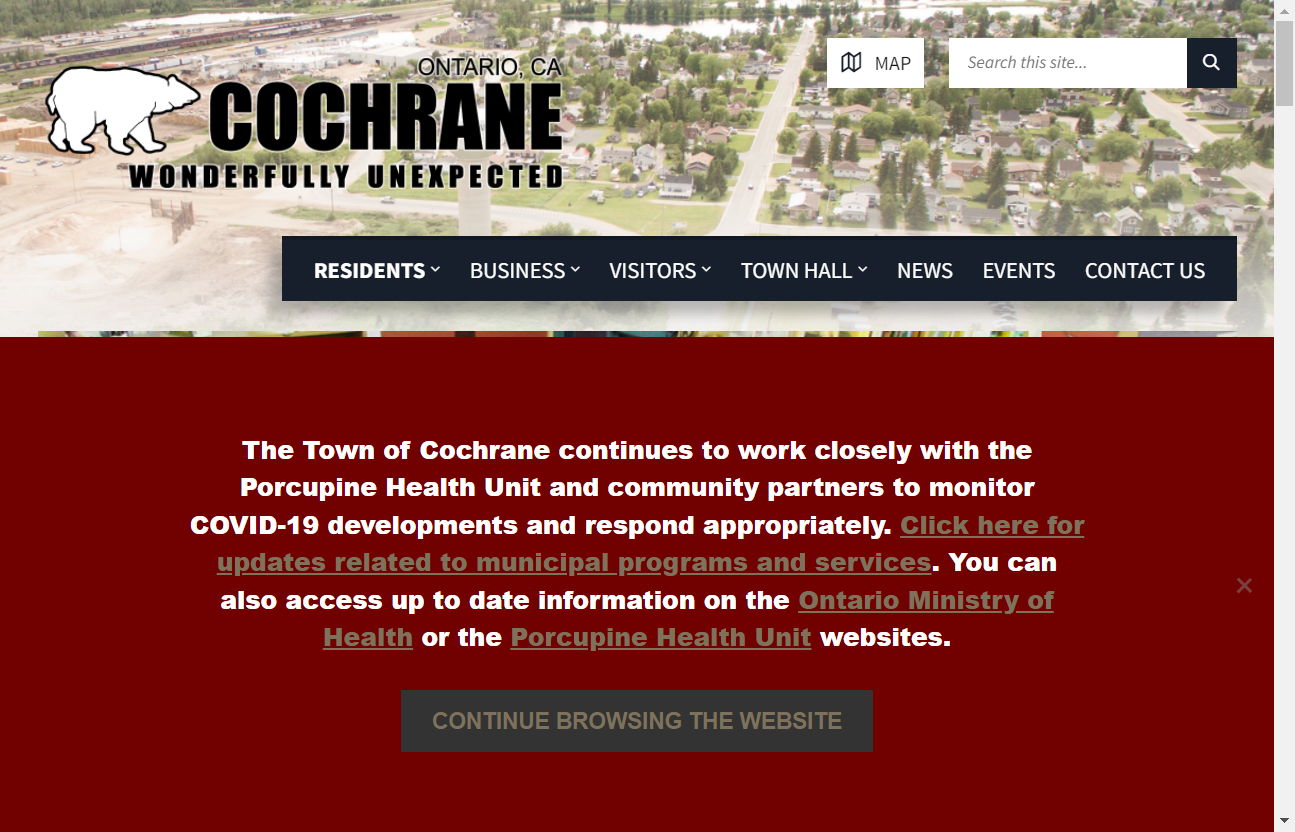 ONTARIO, CA
COCHRANE
WONDERFULLY UNEXPECTED
MAP
Search this site...
RESIDENTS
BUSINESS
VISITORS
TOWN HALL
NEWS
EVENTS
CONTACT US
The Town of Cochrane continues to work closely with the
Porcupine Health Unit and community partners to monitor
COVID-19 developments and respond appropriately. Click here for
updates related to municipal programs and services. You can
also access up to date information on the Ontario Ministry of
Health or the Porcupine Health Unit websites.
CONTINUE BROWSING THE WEBSITE